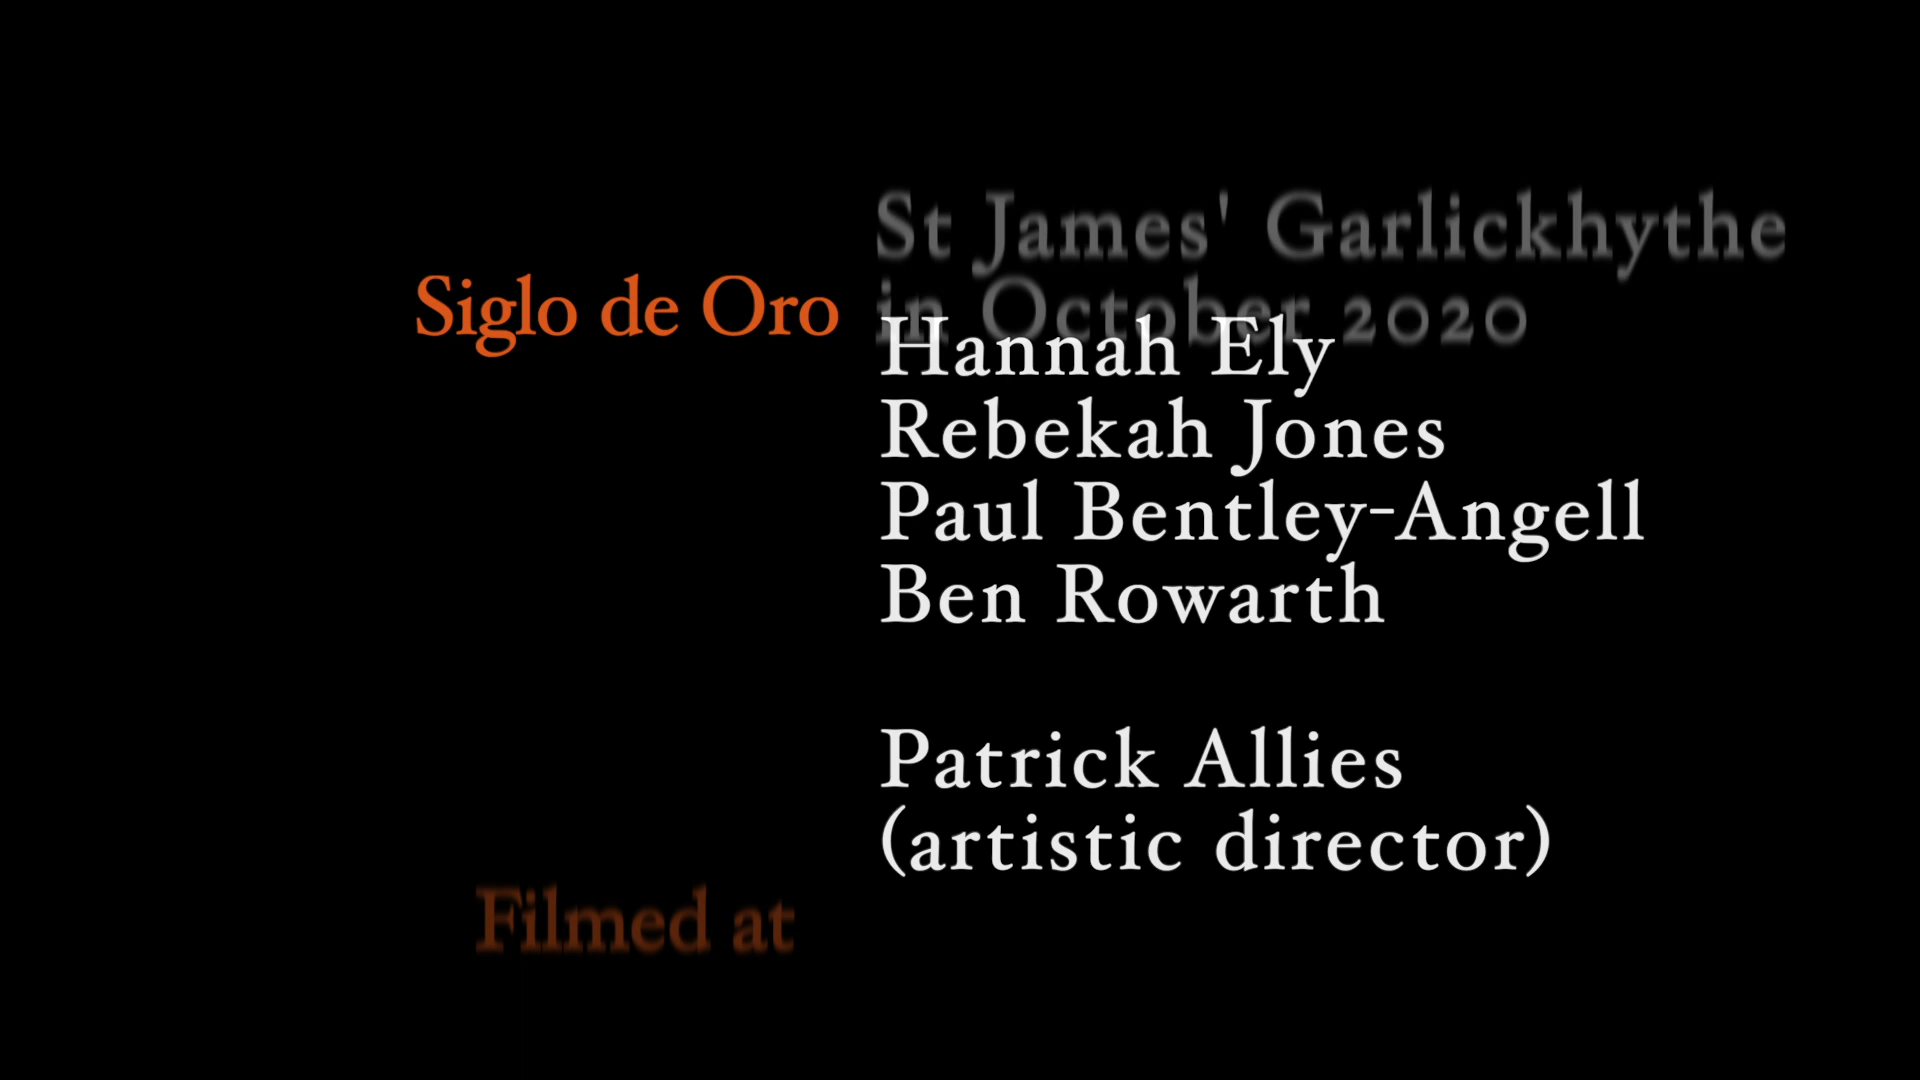 St James' Garlickhythe
in October 2020
Siglo de Oro
Hannah Ely
Rebekah Jones
Paul Bentley-Angell
Ben Rowarth
Patrick Allies
(artistic director)
Filmed at